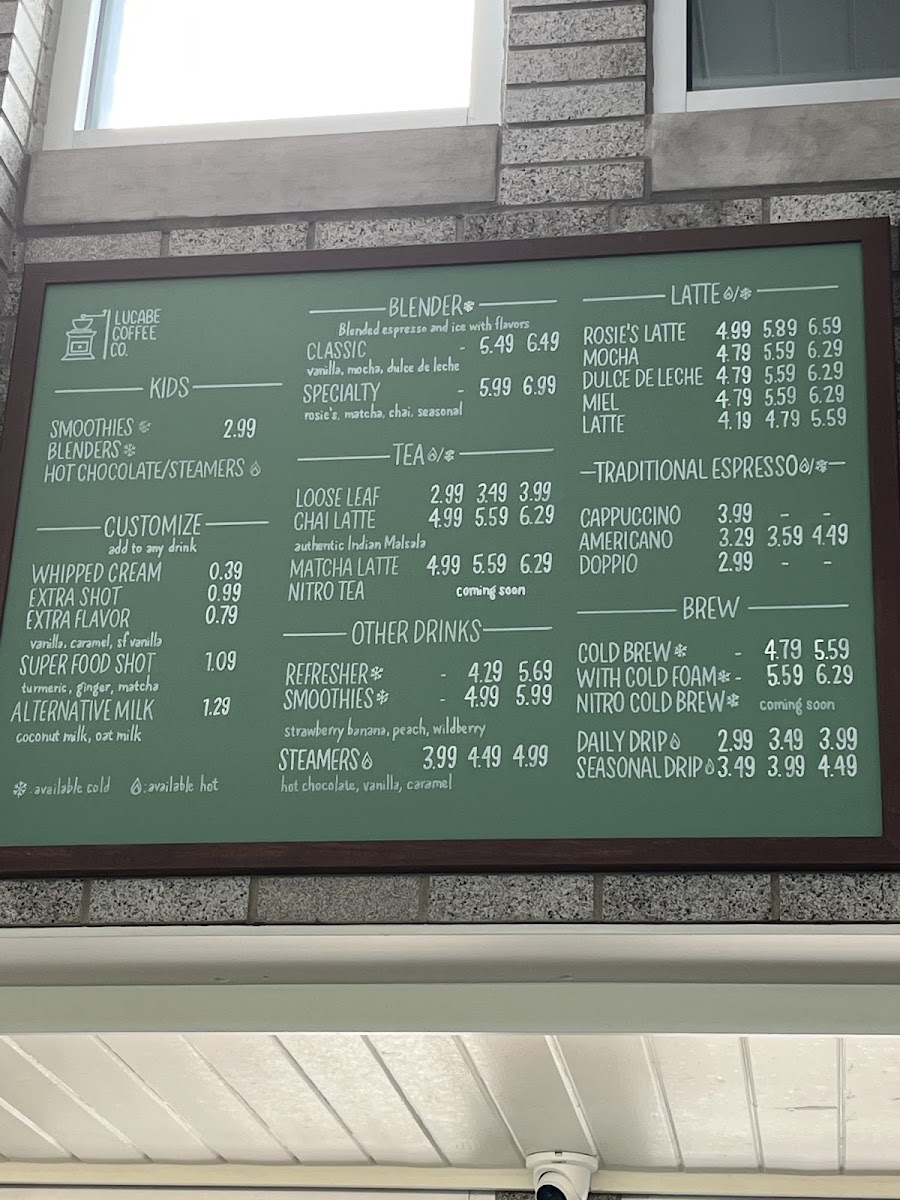 LUCABE
COFFEE
CO.
KIDS
SMOOTHIES 2.99
BLENDERS
HOT CHOCOLATE/STEAMERS
CUSTOMIZE
add to any drink
WHIPPED CREAM 0.39
EXTRA SHOT 0.99
EXTRA FLAVOR 0.79
vanilla, caramel, sf vanilla
SUPER FOOD SHOT 1.09
turmeric, ginger, matcha
ALTERNATIVE MILK 1.29
coconut milk, oat milk
: available cold : available hot
BLENDER
Blended espresso and ice with flavors
CLASSIC - 5.49 6.49
vanilla, mocha, dulce de leche
SPECIALTY - 5.99 6.99
rosie's, matcha, chai, seasonal
TEA /
LOOSE LEAF 2.99 3.49 3.99
CHAI LATTE 4.99 5.59 6.29
authentic Indian Malsala
MATCHA LATTE 4.99 5.59 6.29
NITRO TEA coming soon
OTHER DRINKS
REFRESHER - 4.29 5.69
SMOOTHIES - 4.99 5.99
strawberry banana, peach, wildberry
STEAMERS 3.99 4.49 4.99
hot chocolate, vanilla, caramel
LATTE /
ROSIE'S LATTE 4.99 5.89 6.59
MOCHA 4.79 5.59 6.29
DULCE DE LECHE 4.79 5.59 6.29
MIEL 4.79 5.59 6.29
LATTE 4.19 4.79 5.59
TRADITIONAL ESPRESSO /
CAPPUCCINO 3.99 - -
AMERICANO 3.29 3.59 4.49
DOPPIO 2.99 - -
BREW
COLD BREW - 4.79 5.59
WITH COLD FOAM - 5.59 6.29
NITRO COLD BREW coming soon
DAILY DRIP 2.99 3.49 3.99
SEASONAL DRIP 3.49 3.99 4.49